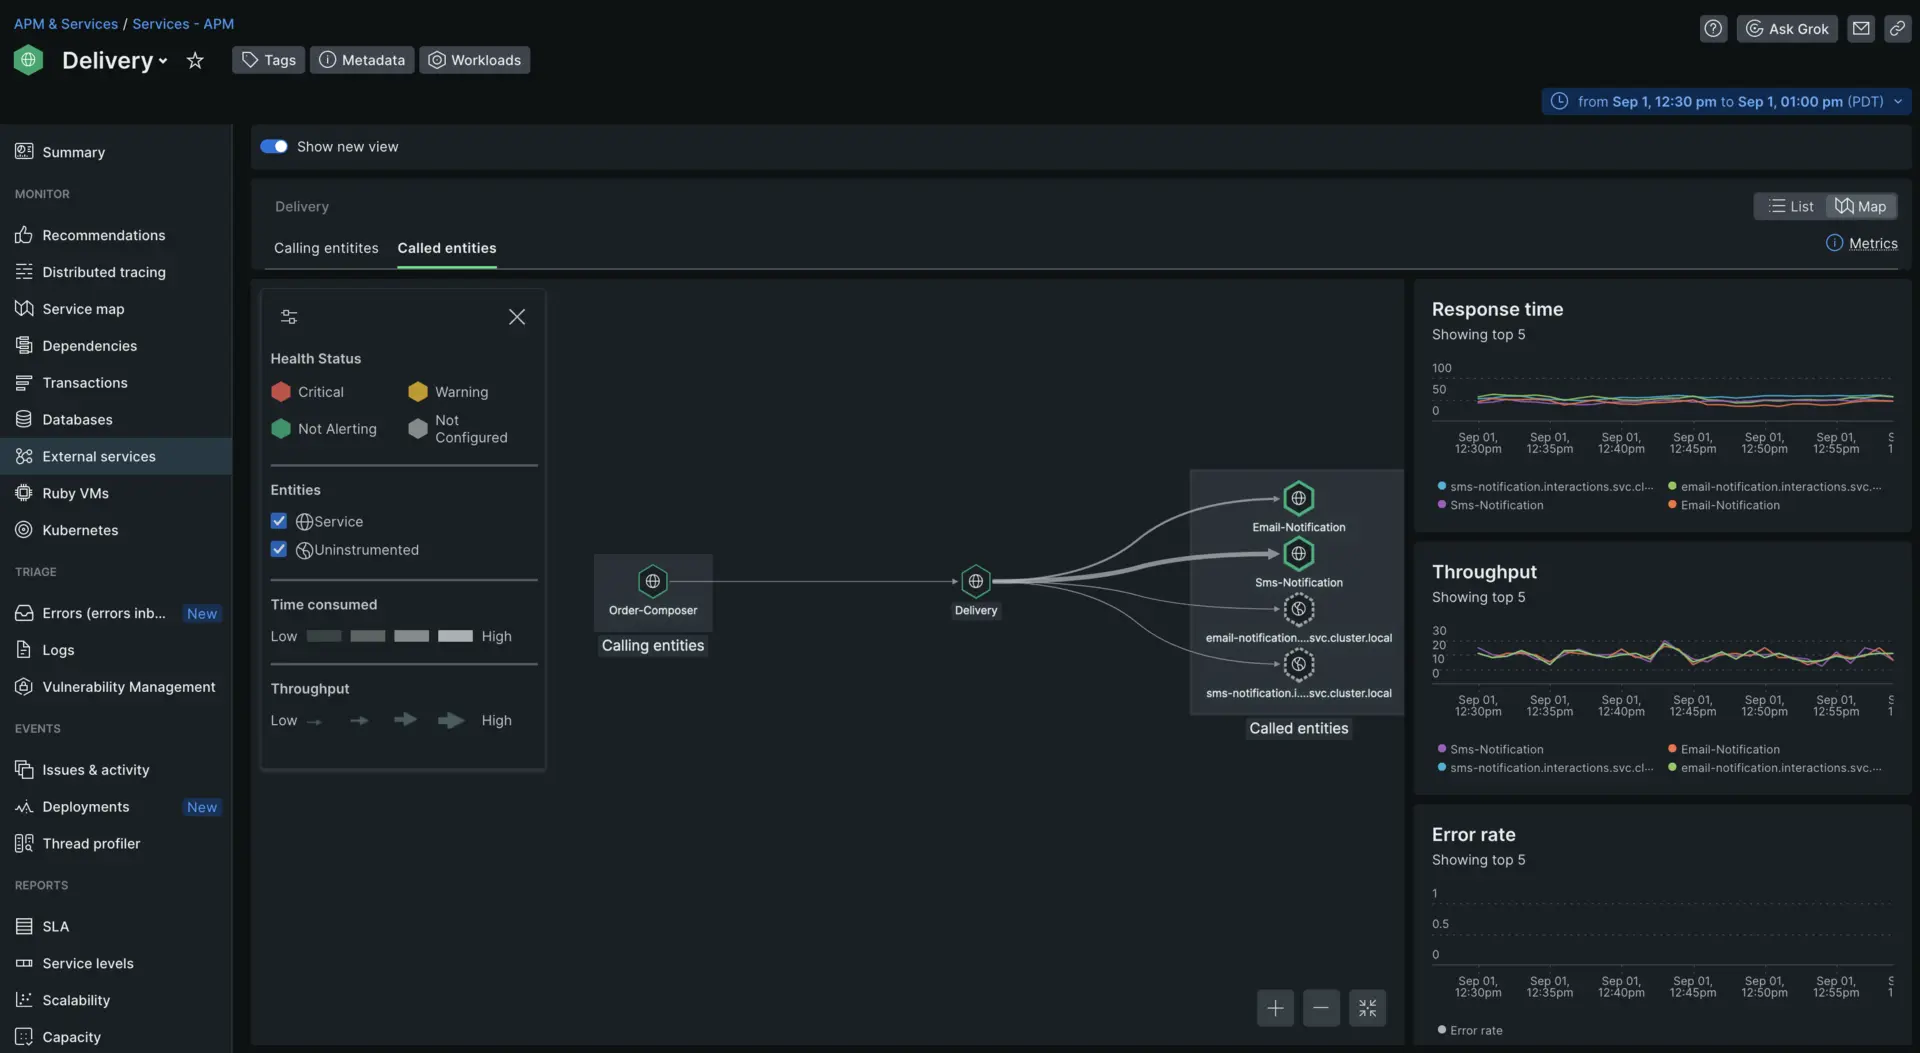 APM & Services / Services - APM
Ask Grok
Delivery
Tags
Metadata
Workloads
from Sep 1, 12:30 pm to Sep 1, 01:00 pm (PDT)
Summary
MONITOR
Recommendations
Distributed tracing
Service map
Dependencies
Transactions
Databases
External services
Ruby VMs
Kubernetes
TRIAGE
Errors (errors inb... New
Logs
Vulnerability Management
EVENTS
Issues & activity
Deployments New
Thread profiler
REPORTS
SLA
Service levels
Scalability
Capacity
Show new view
Delivery
List
Map
Calling entitites
Called entities
Metrics
Health Status
Critical
Warning
Not Alerting
Not
Configured
Entities
Service
Uninstrumented
Time consumed
Low
High
Throughput
Low
High
Order-Composer
Calling entities
Delivery
Email-Notification
Sms-Notification
email-notification....svc.cluster.local
sms-notification.i....svc.cluster.local
Called entities
Response time
Showing top 5
100
50
0
Sep 01, Sep 01, Sep 01, Sep 01, Sep 01, Sep 01, S
12:30pm 12:35pm 12:40pm 12:45pm 12:50pm 12:55pm 1
sms-notification.interactions.svc.cl...
email-notification.interactions.svc....
Sms-Notification
Email-Notification
Throughput
Showing top 5
30
20
10
0
Sep 01, Sep 01, Sep 01, Sep 01, Sep 01, Sep 01, S
12:30pm 12:35pm 12:40pm 12:45pm 12:50pm 12:55pm 1
Sms-Notification
Email-Notification
sms-notification.interactions.svc.cl...
email-notification.interactions.svc....
Error rate
Showing top 5
1
0.5
0
Sep 01, Sep 01, Sep 01, Sep 01, Sep 01, Sep 01, S
12:30pm 12:35pm 12:40pm 12:45pm 12:50pm 12:55pm 1
Error rate